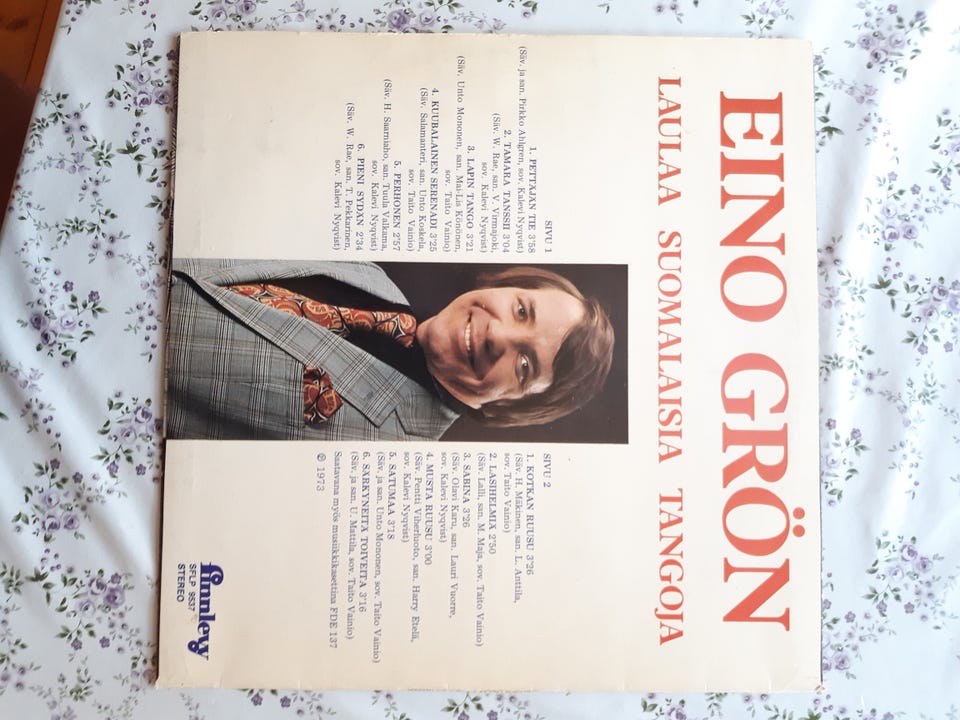 EINO GRÖN
LAULAA SUOMALAISIA TANGOJA
SIVU 1
1. PETTÄJÄN TIE 3'58
(Säv. ja san. Pirkko Ahlgren, sov. Kalevi Nyqvist)
2. TAMARA TANSSII 3'04
(Säv. W. Rae, san. V. Virmajoki,
sov. Kalevi Nyqvist)
3. LAPIN TANGO 3'21
(Säv. Unto Mononen, san. Mai-Lis Könönen,
sov. Taito Vainio)
4. KUUBALAINEN SERENADI 3'25
(Säv. Salamanteri, san. Unto Koskela,
sov. Taito Vainio)
5. PERHONEN 2'57
(Säv. H. Saarniaho, san. Tuula Valkama,
sov. Kalevi Nyqvist)
6. PIENI SYDÄN 2'34
(Säv. W. Rae, san. T. Pekkarinen,
sov. Kalevi Nyqvist)
SIVU 2
1. KOTKAN RUUSU 3'26
(Säv. H. Mäkinen, san. L. Anttila,
sov. Taito Vainio)
2. LASIHELMIÄ 2'50
(Säv. Lalli, san. M. Maja, sov. Taito Vainio)
3. SABINA 3'26
(Säv. Olavi Karu, san. Lauri Vuorre,
sov. Kalevi Nyqvist)
4. MUSTA RUUSU 3'00
(Säv. Pentti Viherluoto, san. Harry Etelä,
sov. Kalevi Nyqvist)
5. SATUMAA 3'18
(Säv. ja san. Unto Mononen, sov. Taito Vainio)
6. SÄRKYNEITÄ TOIVEITA 3'16
(Säv. ja san. U. Mattila, sov. Taito Vainio)
℗ 1973
Saatavana myös musiikkikasettina FDE 137
finnlevy
SFLP 9537
STEREO